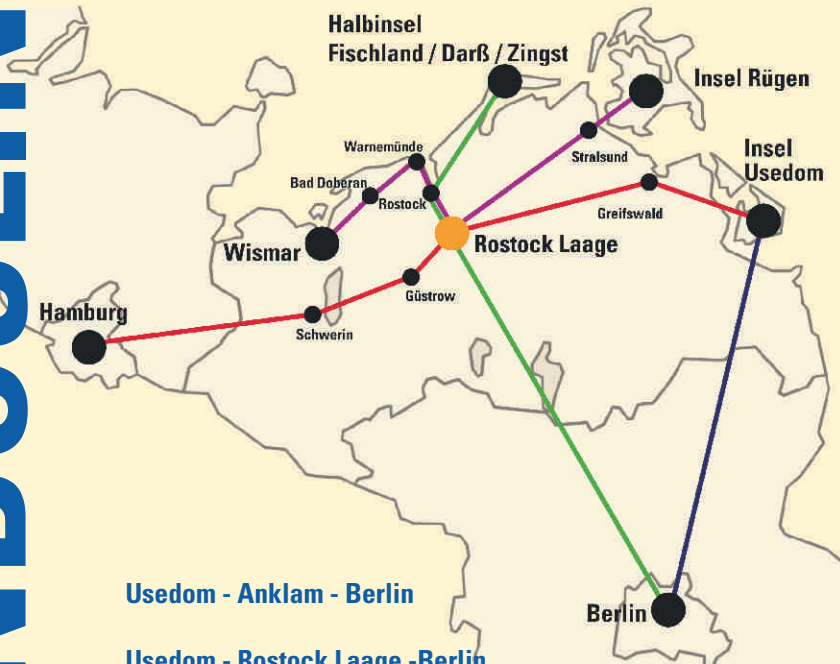 Halbinsel
Fischland / Darß / Zingst
Insel Rügen
Warnemünde
Stralsund
Insel
Usedom
Bad Doberan
Rostock
Greifswald
Wismar
Rostock Laage
Güstrow
Hamburg
Schwerin
Usedom - Anklam - Berlin
Berlin
Usedom - Rostock Laage -Berlin